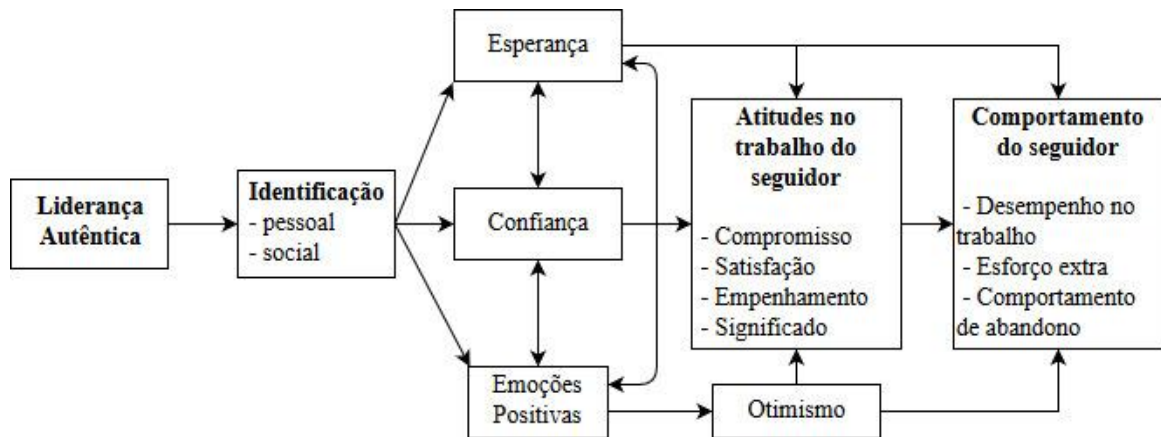 Liderança
Autêntica
Identificação
- pessoal
- social
Esperança
Confiança
Emoções
Positivas
Atitudes no
trabalho do
seguidor
- Compromisso
- Satisfação
- Empenhamento
- Significado
Otimismo
Comportamento
do seguidor
- Desempenho no
trabalho
- Esforço extra
- Comportamento
de abandono